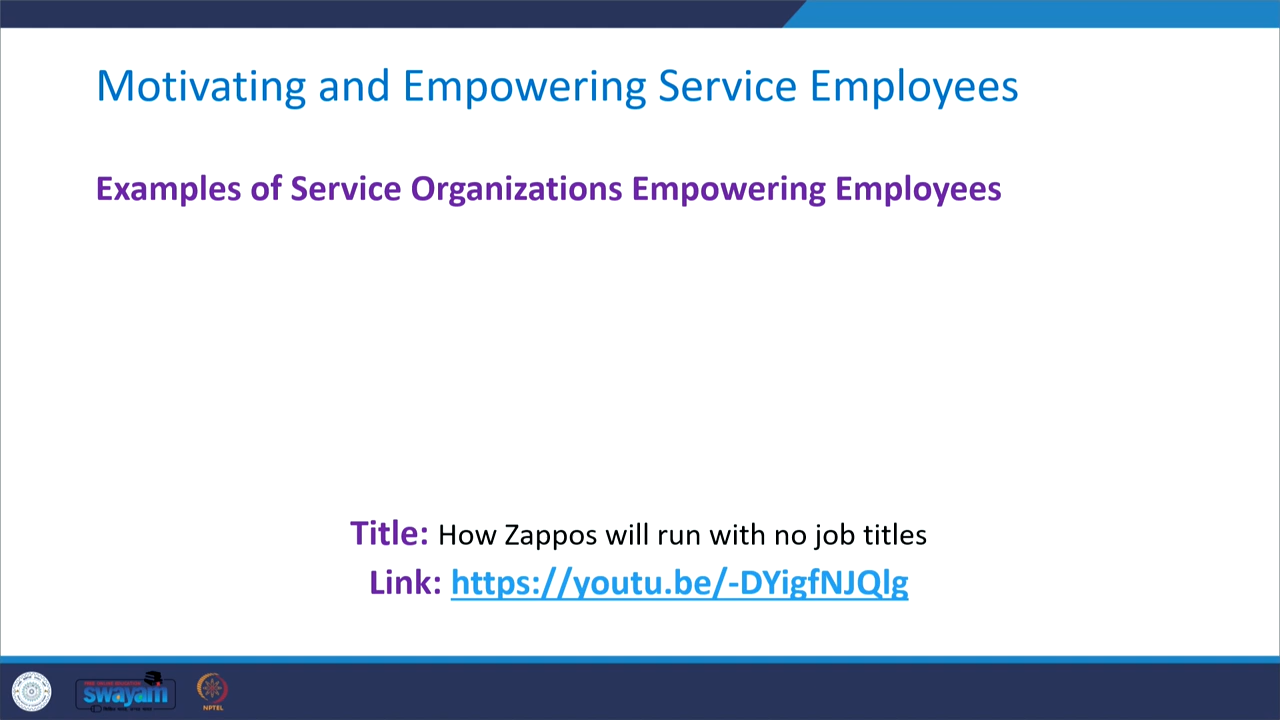 Motivating and Empowering Service Employees
Examples of Service Organizations Empowering Employees
Title: How Zappos will run with no job titles
Link: https://youtu.be/-DYigfNJQlg
swayam
NPTEL